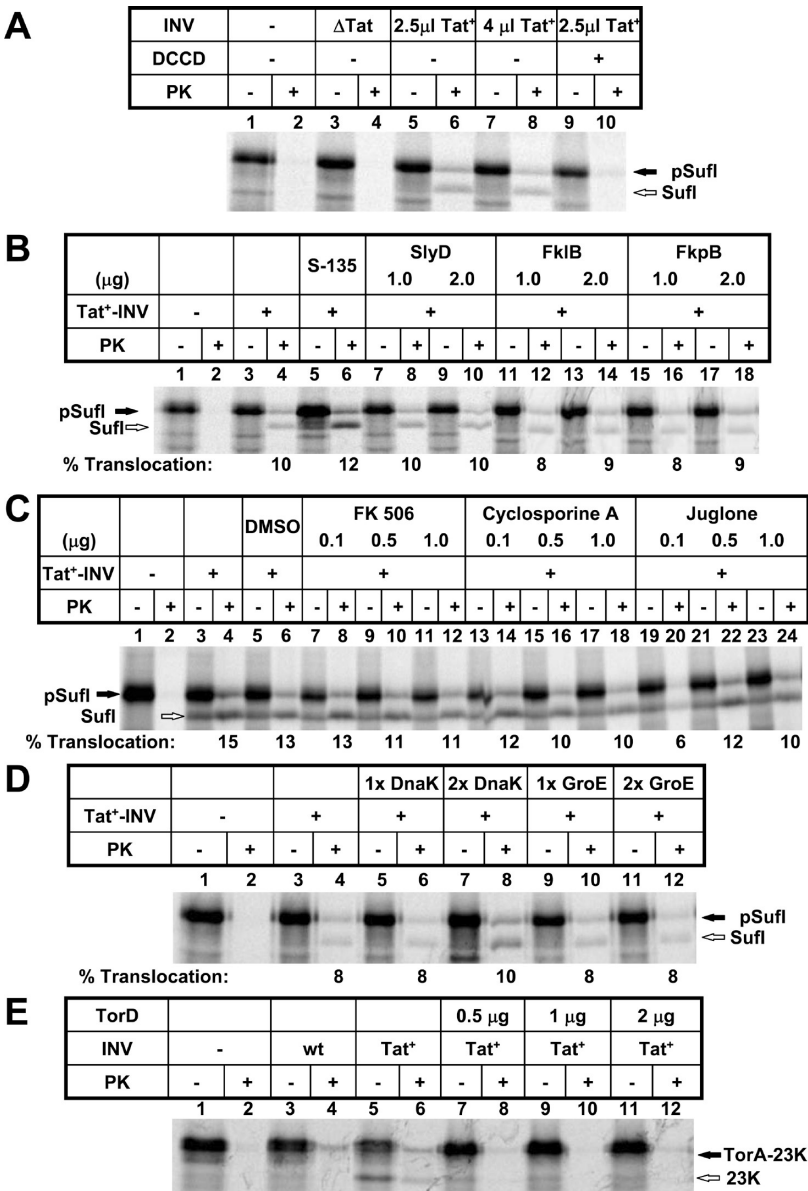 A
INV - ΔTat 2.5μl Tat⁺ 4 μl Tat⁺ 2.5μl Tat⁺
DCCD - - - - +
PK - + - + - + - + - +
1 2 3 4 5 6 7 8 9 10
pSufI
SufI
B
S-135 SlyD FklB FkpB
(μg) 1.0 2.0 1.0 2.0 1.0 2.0
Tat⁺-INV - + + + + +
PK - + - + - + - + - + - + - + - + - +
1 2 3 4 5 6 7 8 9 10 11 12 13 14 15 16 17 18
pSufI
SufI
% Translocation: 10 12 10 10 8 9 8 9
C
DMSO FK 506 Cyclosporine A Juglone
(μg) 0.1 0.5 1.0 0.1 0.5 1.0 0.1 0.5 1.0
Tat⁺-INV - + + + + +
PK - + - + - + - + - + - + - + - + - + - + - + - +
1 2 3 4 5 6 7 8 9 10 11 12 13 14 15 16 17 18 19 20 21 22 23 24
pSufI
SufI
% Translocation: 15 13 13 11 11 12 10 10 6 12 10
D
1x DnaK 2x DnaK 1x GroE 2x GroE
Tat⁺-INV - + + + + +
PK - + - + - + - + - + - +
1 2 3 4 5 6 7 8 9 10 11 12
pSufI
SufI
% Translocation: 8 8 10 8 8
E
TorD 0.5 μg 1 μg 2 μg
INV - wt Tat⁺ Tat⁺ Tat⁺ Tat⁺
PK - + - + - + - + - + - +
1 2 3 4 5 6 7 8 9 10 11 12
TorA-23K
23K